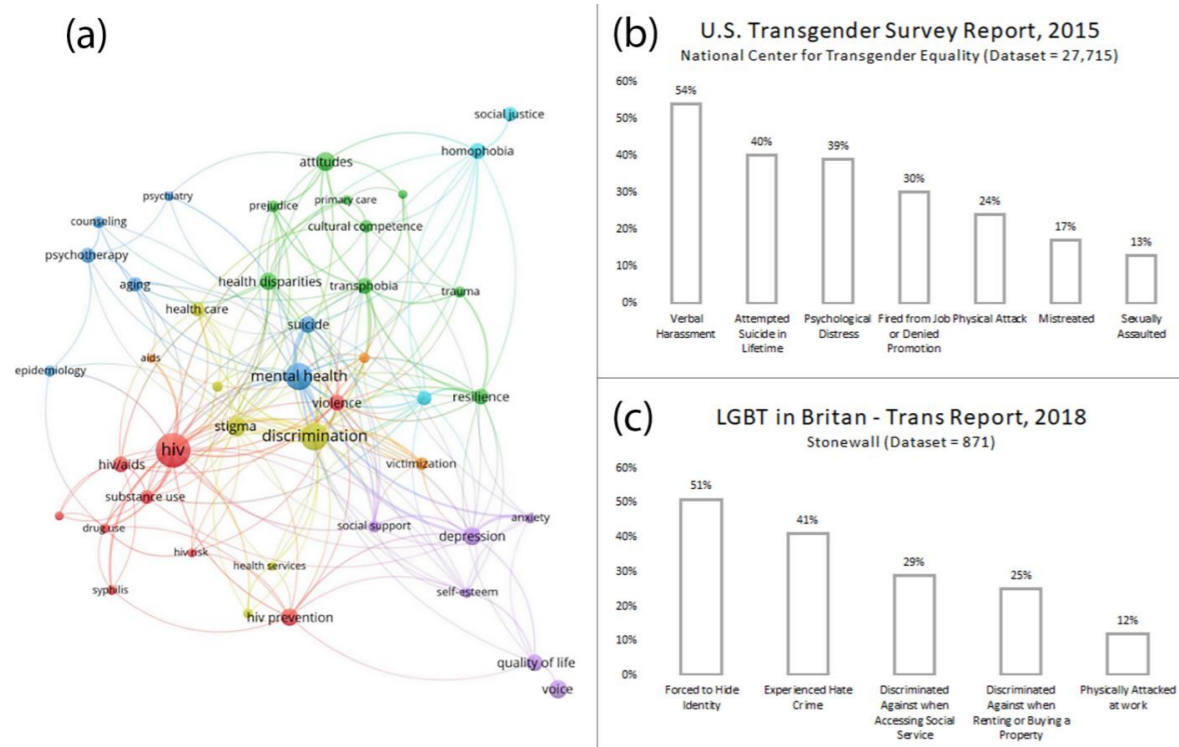 (a)
social justice
homophobia
attitudes
psychiatry
prejudice
primary care
counseling
cultural competence
psychotherapy
aging
health disparities
transphobia
trauma
health care
suicide
aids
epidemiology
mental health
resilience
violence
stigma
discrimination
hiv
hiv/aids
victimization
substance use
drug use
social support
anxiety
depression
hiv risk
health services
syphilis
self-esteem
hiv prevention
quality of life
voice
(b)
U.S. Transgender Survey Report, 2015
National Center for Transgender Equality (Dataset = 27,715)
60%
50%
40%
30%
20%
10%
0%
54%
40%
39%
30%
24%
17%
13%
Verbal
Harassment
Attempted
Suicide in
Lifetime
Psychological
Distress
Fired from Job
or Denied
Promotion
Physical Attack
Mistreated
Sexually
Assaulted
(c)
LGBT in Britan - Trans Report, 2018
Stonewall (Dataset = 871)
60%
50%
40%
30%
20%
10%
0%
51%
41%
29%
25%
12%
Forced to Hide
Identity
Experienced Hate
Crime
Discriminated
Against when
Accessing Social
Service
Discriminated
Against when
Renting or Buying a
Property
Physically Attacked
at work